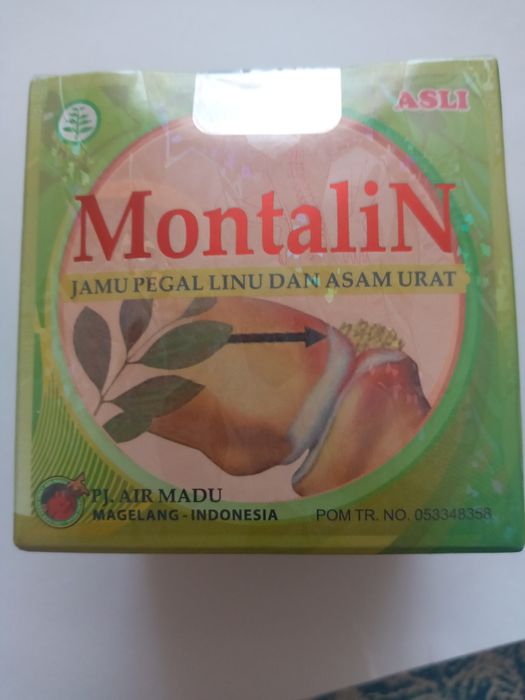 ASLI
MontaliN
JAMU PEGAL LINU DAN ASAM URAT
PJ. AIR MADU
MAGELANG - INDONESIA
POM TR. NO. 053348358